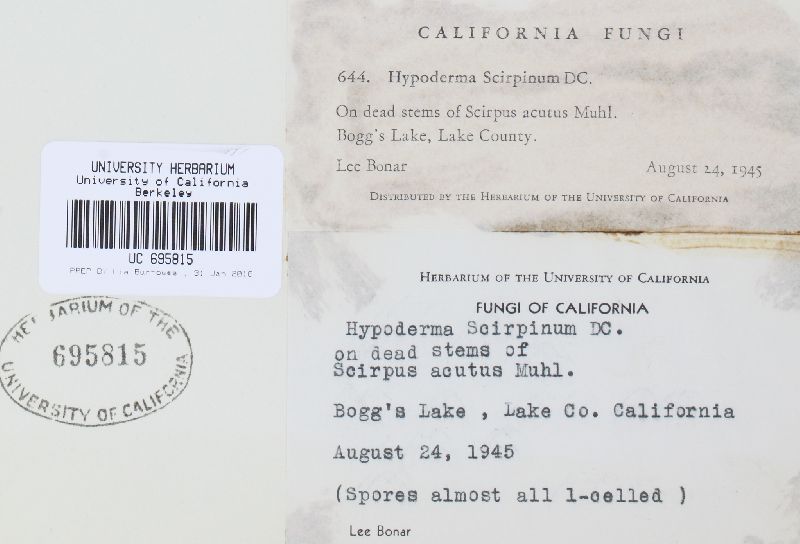 CALIFORNIA FUNGI
644. Hypoderma Scirpinum DC.
On dead stems of Scirpus acutus Muhl.
Bogg's Lake, Lake County.
Lee Bonar August 24, 1945
DISTRIBUTED BY THE HERBARIUM OF THE UNIVERSITY OF CALIFORNIA
UNIVERSITY HERBARIUM
University of California
Berkeley
UC 695815
PREP 31 Jan 2016
HERBARIUM OF THE
695815
UNIVERSITY OF CALIFORNIA
HERBARIUM OF THE UNIVERSITY OF CALIFORNIA
FUNGI OF CALIFORNIA
Hypoderma Scirpinum DC.
on dead stems of
Scirpus acutus Muhl.
Bogg's Lake , Lake Co. California
August 24, 1945
(Spores almost all 1-celled )
Lee Bonar